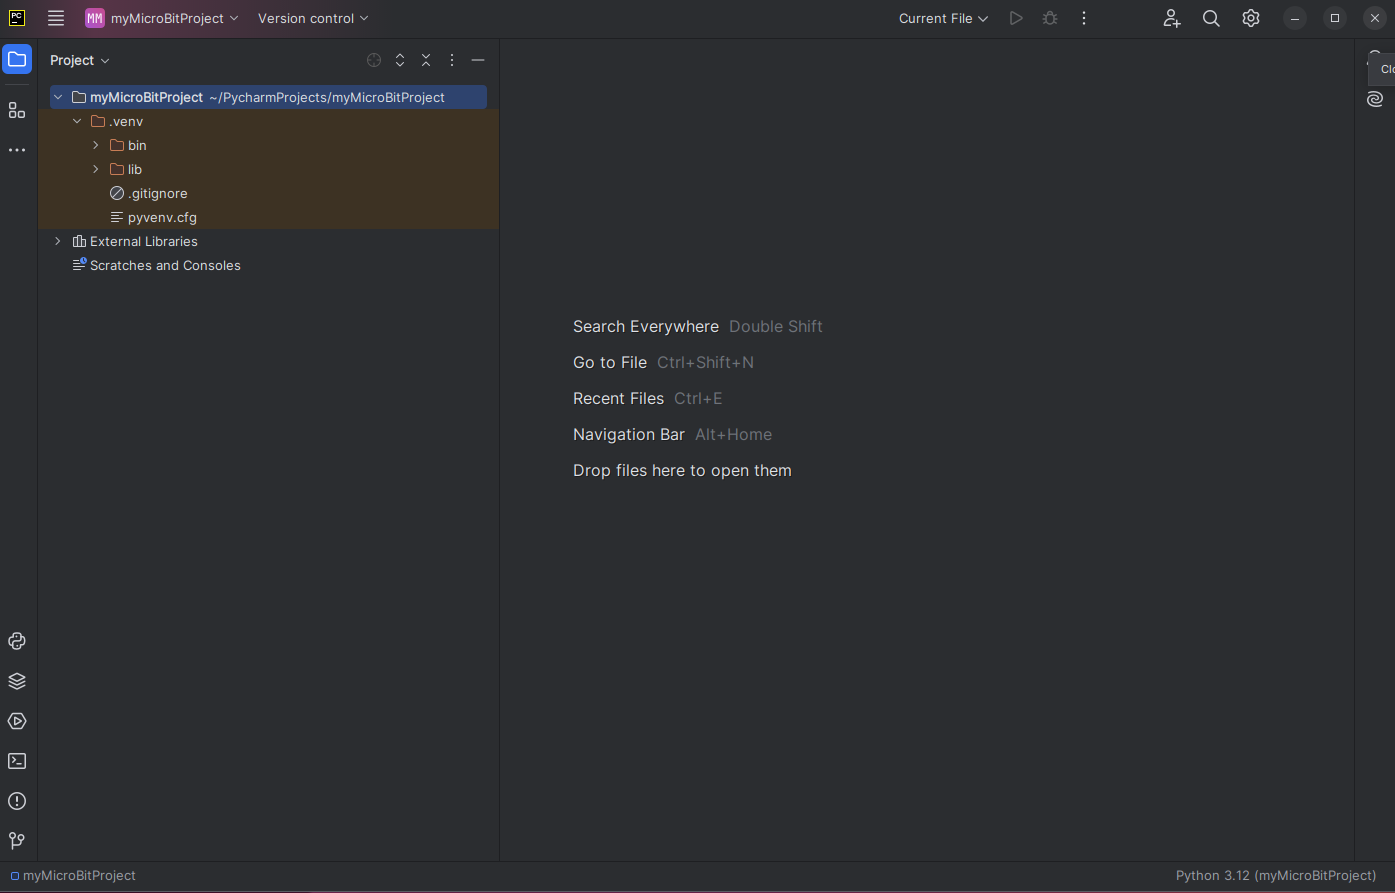 PC
MM myMicroBitProject Version control Current File
Project
myMicroBitProject ~/PycharmProjects/myMicroBitProject
.venv
bin
lib
.gitignore
pyvenv.cfg
External Libraries
Scratches and Consoles
Search Everywhere Double Shift
Go to File Ctrl+Shift+N
Recent Files Ctrl+E
Navigation Bar Alt+Home
Drop files here to open them
myMicroBitProject Python 3.12 (myMicroBitProject)